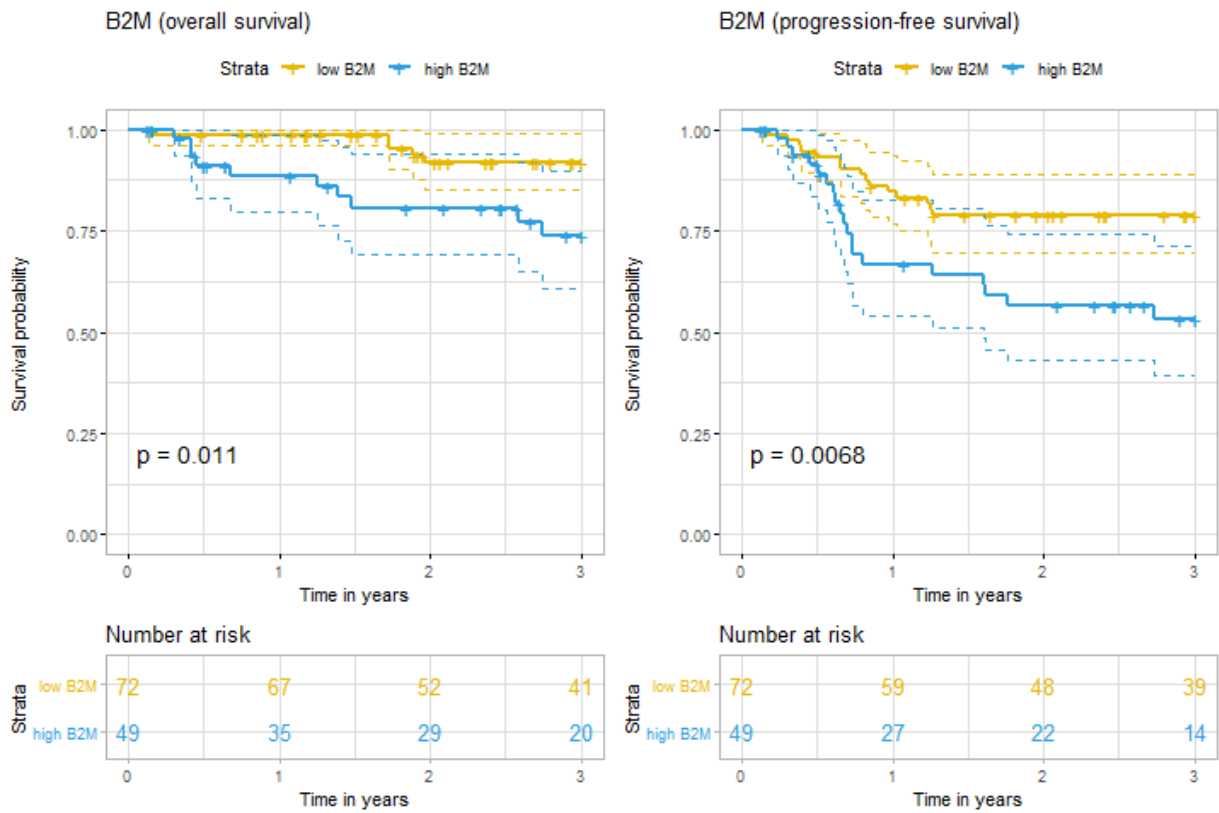 B2M (overall survival)
Strata low B2M high B2M
Survival probability
1.00
0.75
0.50
0.25
0.00
p = 0.011
0 1 2 3
Time in years
Number at risk
Strata
low B2M 72 67 52 41
high B2M 49 35 29 20
0 1 2 3
Time in years
B2M (progression-free survival)
Strata low B2M high B2M
Survival probability
1.00
0.75
0.50
0.25
0.00
p = 0.0068
0 1 2 3
Time in years
Number at risk
Strata
low B2M 72 59 48 39
high B2M 49 27 22 14
0 1 2 3
Time in years